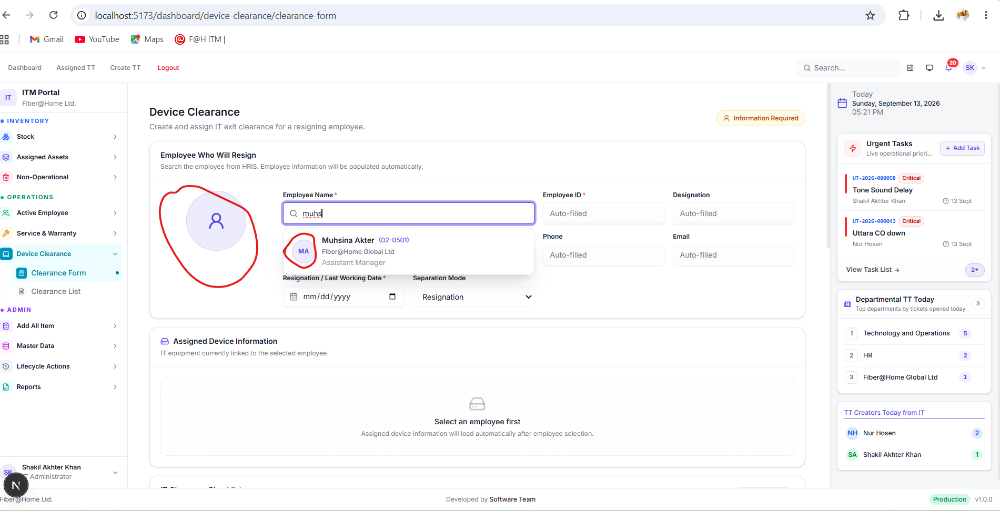 localhost:5173/dashboard/device-clearance/clearance-form
Gmail
YouTube
Maps
F@H ITM |
Dashboard
Assigned TT
Create TT
Logout
Search...
20
SK
IT
ITM Portal
Fiber@Home Ltd.
INVENTORY
Stock
Assigned Assets
Non-Operational
OPERATIONS
Active Employee
Service & Warranty
Device Clearance
Clearance Form
Clearance List
ADMIN
Add All Item
Master Data
Lifecycle Actions
Reports
SK
Shakil Akhter Khan
IT Administrator
N
Fiber@Home Ltd.
Device Clearance
Create and assign IT exit clearance for a resigning employee.
Information Required
Employee Who Will Resign
Search the employee from HRIS. Employee information will be populated automatically.
Employee Name *
muhs
Employee ID *
Auto-filled
Designation
Auto-filled
MA
Muhsina Akter (02-0501)
Fiber@Home Global Ltd
Assistant Manager
Phone
Auto-filled
Email
Auto-filled
Resignation / Last Working Date *
mm/dd/yyyy
Separation Mode
Resignation
Assigned Device Information
IT equipment currently linked to the selected employee.
Select an employee first
Assigned device information will load automatically after employee selection.
Developed by Software Team
Today
Sunday, September 13, 2026
05:21 PM
Urgent Tasks
Live operational priori...
+ Add Task
UT-2026-000058 Critical
Tone Sound Delay
Shakil Akhter Khan
13 Sept
UT-2026-000043 Critical
Uttara CO down
Nur Hosen
13 Sept
View Task List →
2+
Departmental TT Today
Top departments by tickets opened today
3
1 Technology and Operations 5
2 HR 2
3 Fiber@Home Global Ltd 1
TT Creators Today from IT
NH Nur Hosen 2
SA Shakil Akhter Khan 1
Production
v1.0.0